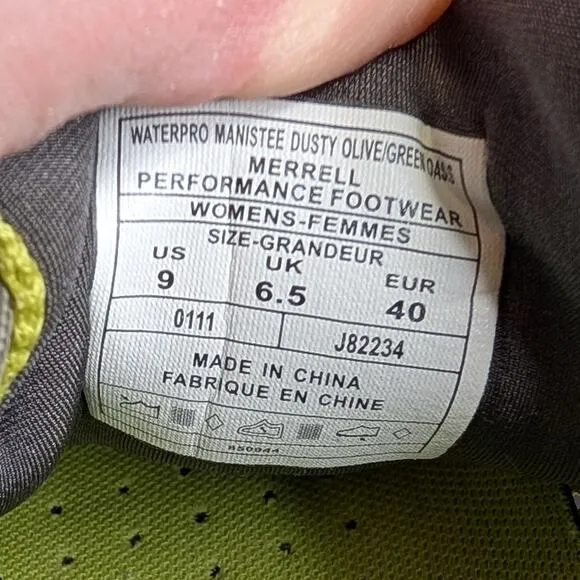 WATERPRO MANISTEE DUSTY OLIVE/GREEN OASS
MERRELL
PERFORMANCE FOOTWEAR
WOMENS-FEMMES
SIZE-GRANDEUR
US UK EUR
9 6.5 40
0111 J82234
MADE IN CHINA
FABRIQUE EN CHINE